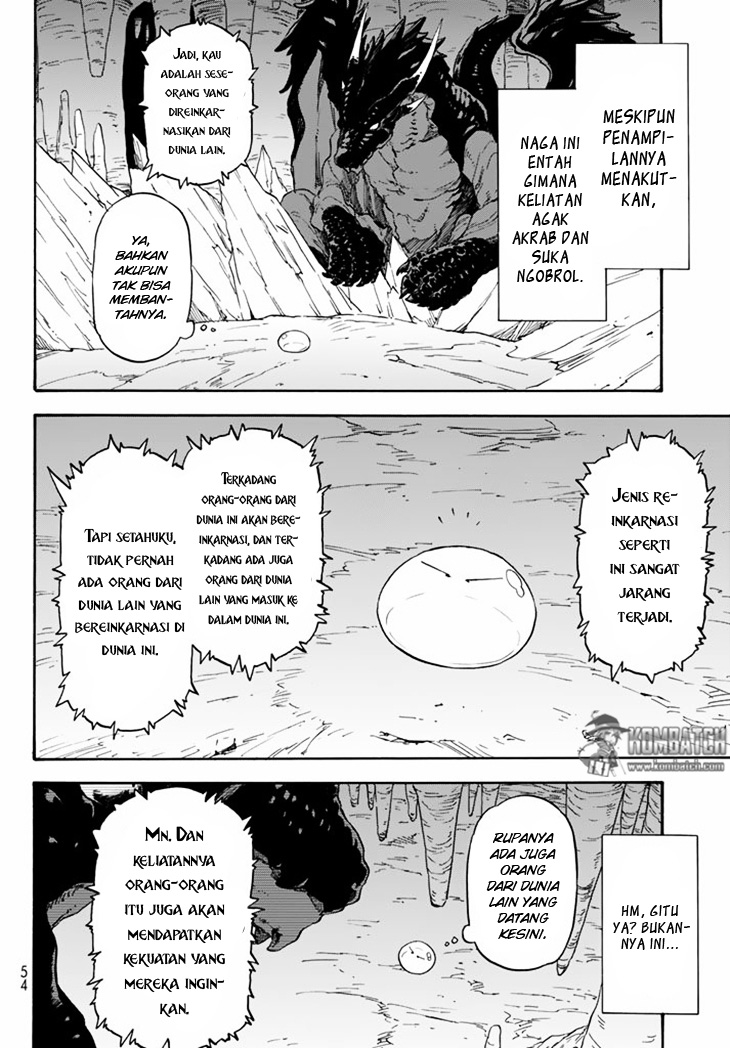 MESKIPUN
PENAMPI-
LANNYA
MENAKUT-
KAN,
NAGA INI
ENTAH
GIMANA
KELIATAN
AGAK
AKRAB DAN
SUKA
NGOBROL.
JADI, KAU
ADALAH SESE-
ORANG YANG
DIREINKAR-
NASIKAN DARI
DUNIA LAIN.
YA,
BAHKAN
AKUPUN
TAK BISA
MEMBAN-
TAHNYA.
JENIS RE-
INKARNASI
SEPERTI
INI SANGAT
JARANG
TERJADI.
TERKADANG
ORANG-ORANG DARI
DUNIA INI AKAN BERE-
INKARNASI, DAN TER-
KADANG ADA JUGA
ORANG DARI DUNIA
LAIN YANG MASUK KE
DALAM DUNIA INI.
TAPI SETAHUKU,
TIDAK PERNAH
ADA ORANG DARI
DUNIA LAIN YANG
BEREINKARNASI DI
DUNIA INI.
KOMBATCH
www.kombatch.com
HM, GITU
YA? BUKAN-
NYA INI...
RUPANYA
ADA JUGA
ORANG
DARI DUNIA
LAIN YANG
DATANG
KESINI.
MN. DAN
KELIATANNYA
ORANG-ORANG
ITU JUGA AKAN
MENDAPATKAN
KEKUATAN YANG
MEREKA INGIN-
KAN.
54